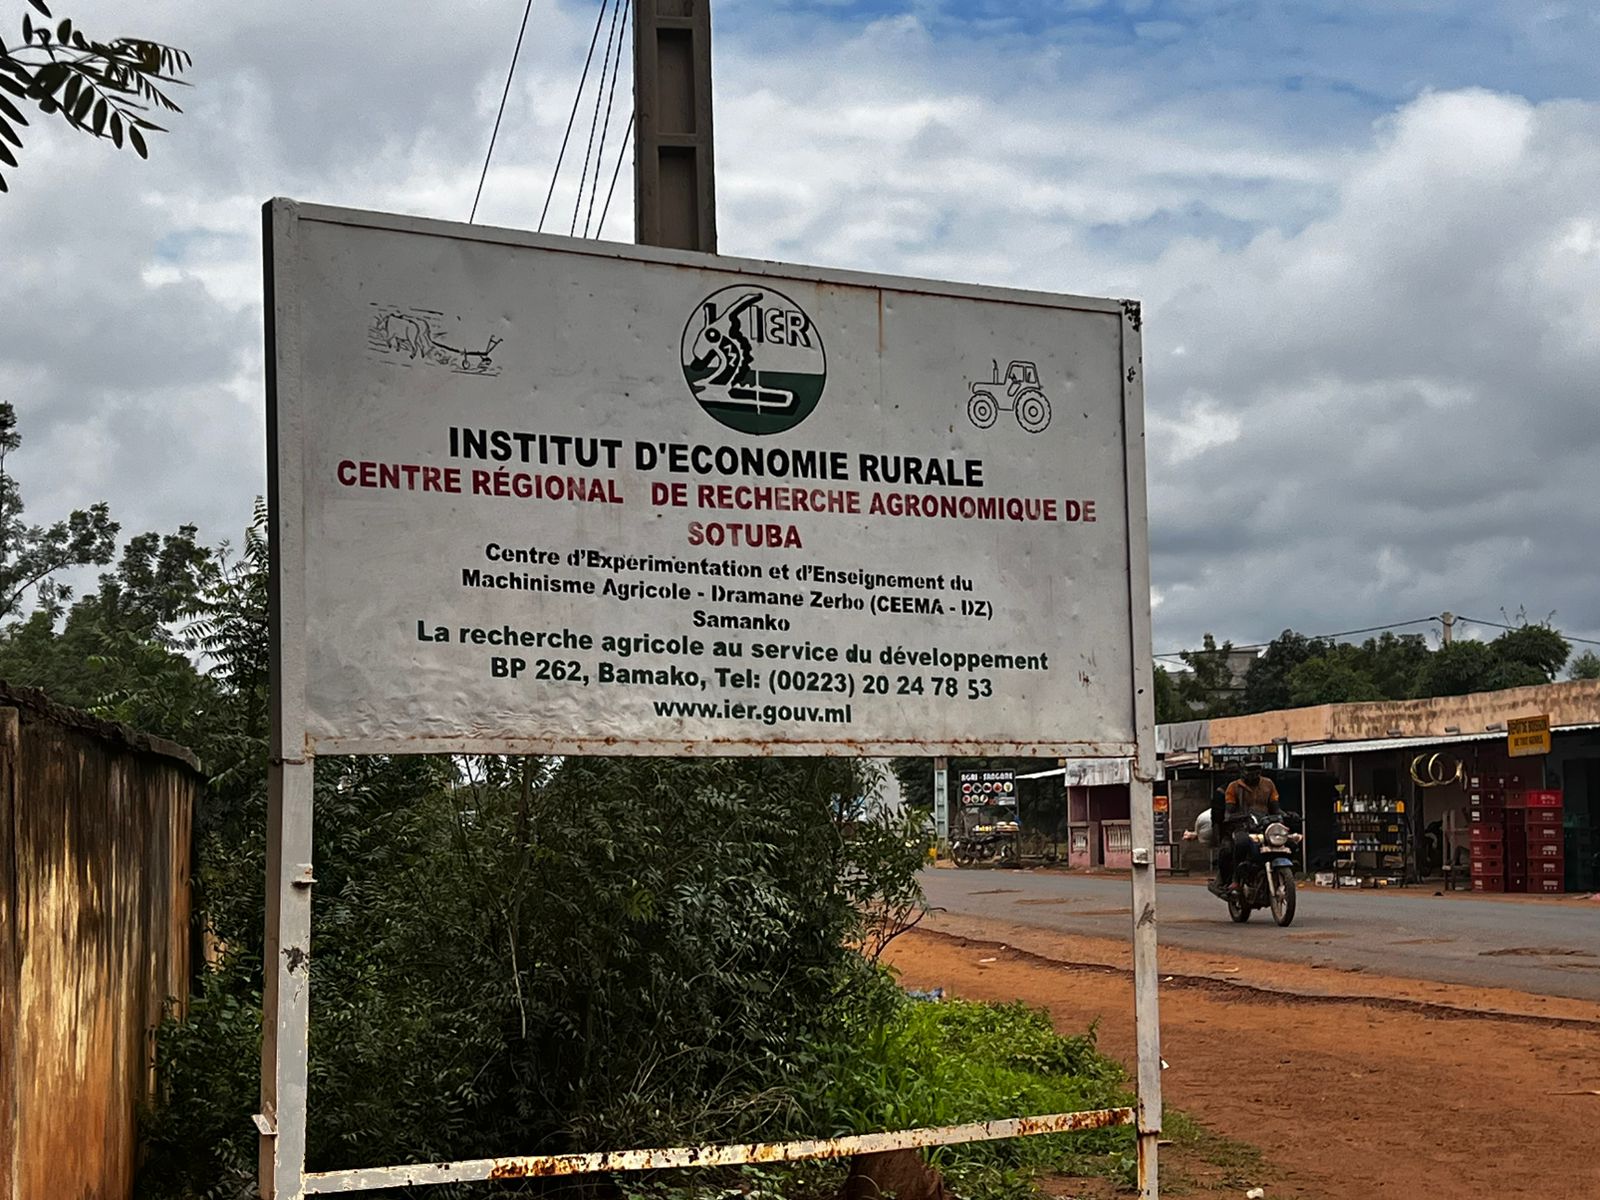 IER
INSTITUT D'ECONOMIE RURALE
CENTRE RÉGIONAL DE RECHERCHE AGRONOMIQUE DE
SOTUBA
Centre d'Expérimentation et d'Enseignement du
Machinisme Agricole - Dramane Zerbo (CEEMA - DZ)
Samanko
La recherche agricole au service du développement
BP 262, Bamako, Tel: (00223) 20 24 78 53
www.ier.gouv.ml
AGRI - SANGARE